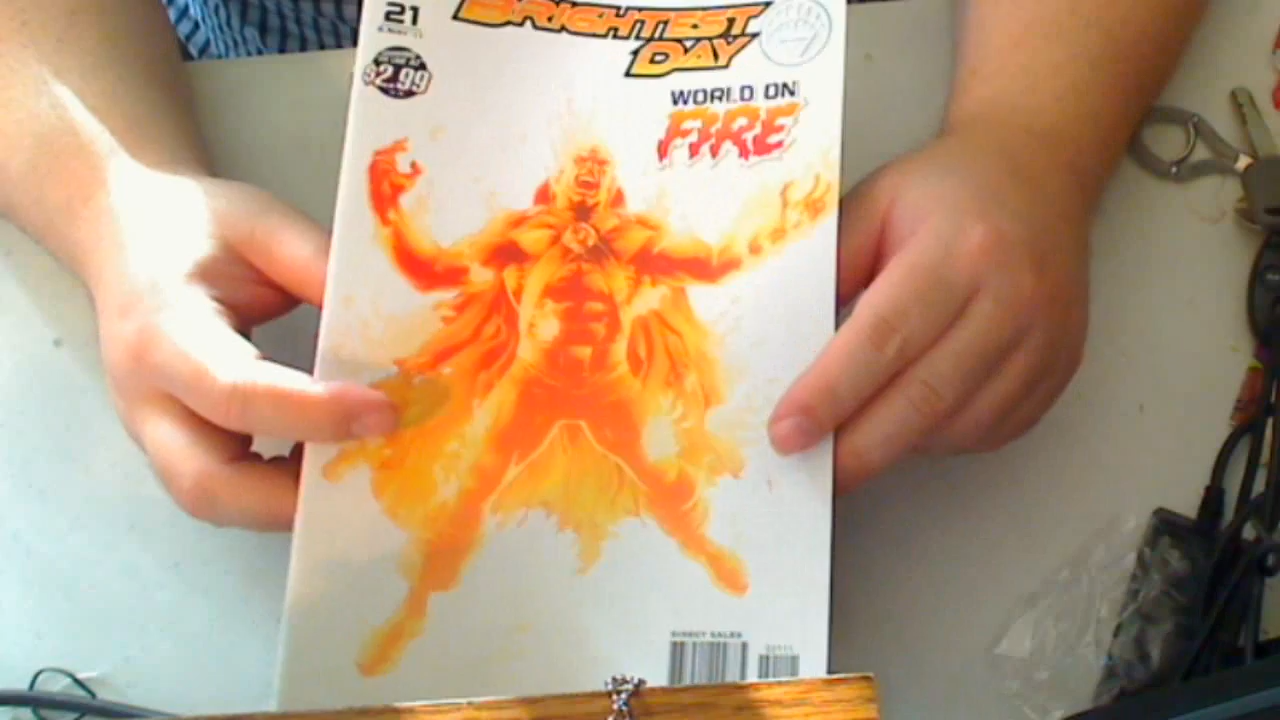 21
BRIGHTEST
DAY
$2.99
WORLD ON
FIRE
DIRECT SALES